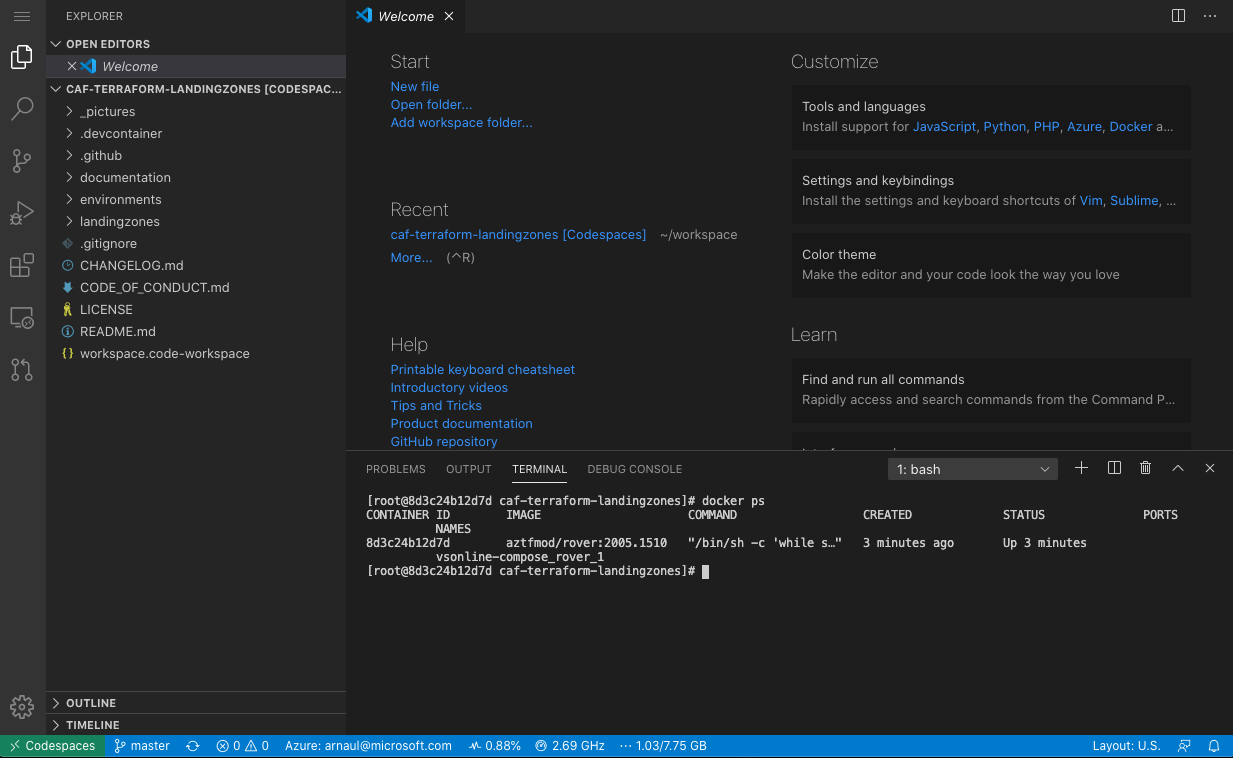 EXPLORER
OPEN EDITORS
Welcome
CAF-TERRAFORM-LANDINGZONES [CODESPAC...
_pictures
.devcontainer
.github
documentation
environments
landingzones
.gitignore
CHANGELOG.md
CODE_OF_CONDUCT.md
LICENSE
README.md
workspace.code-workspace
OUTLINE
TIMELINE
Welcome
Start
New file
Open folder...
Add workspace folder...
Recent
caf-terraform-landingzones [Codespaces] ~/workspace
More... (^R)
Help
Printable keyboard cheatsheet
Introductory videos
Tips and Tricks
Product documentation
GitHub repository
Customize
Tools and languages
Install support for JavaScript, Python, PHP, Azure, Docker a...
Settings and keybindings
Install the settings and keyboard shortcuts of Vim, Sublime, ...
Color theme
Make the editor and your code look the way you love
Learn
Find and run all commands
Rapidly access and search commands from the Command P...
PROBLEMS OUTPUT TERMINAL DEBUG CONSOLE 1: bash
[root@8d3c24b12d7d caf-terraform-landingzones]# docker ps
CONTAINER ID IMAGE COMMAND CREATED STATUS PORTS
NAMES
8d3c24b12d7d aztfmod/rover:2005.1510 "/bin/sh -c 'while s…" 3 minutes ago Up 3 minutes
vsonline-compose_rover_1
[root@8d3c24b12d7d caf-terraform-landingzones]#
Codespaces master 0 0 Azure: arnaul@microsoft.com 0.88% 2.69 GHz 1.03/7.75 GB Layout: U.S.